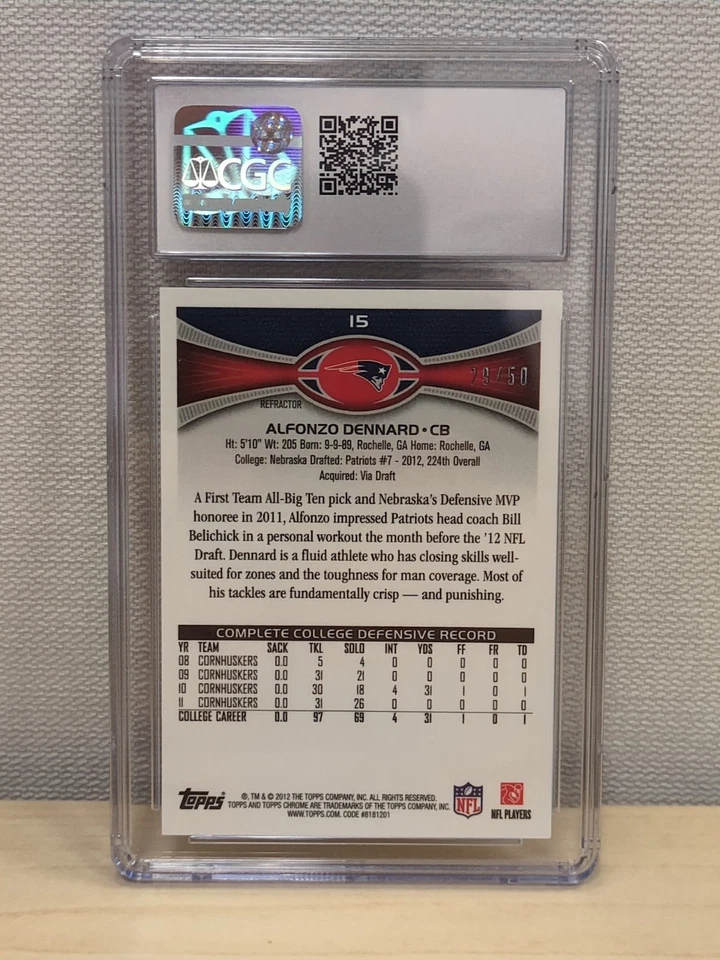 CGC
15
29/50
REFRACTOR
ALFONZO DENNARD • CB
Ht: 5'10" Wt: 205 Born: 9-9-89, Rochelle, GA Home: Rochelle, GA
College: Nebraska Drafted: Patriots #7 - 2012, 224th Overall
Acquired: Via Draft
A First Team All-Big Ten pick and Nebraska's Defensive MVP
honoree in 2011, Alfonzo impressed Patriots head coach Bill
Belichick in a personal workout the month before the '12 NFL
Draft. Dennard is a fluid athlete who has closing skills well-
suited for zones and the toughness for man coverage. Most of
his tackles are fundamentally crisp — and punishing.
COMPLETE COLLEGE DEFENSIVE RECORD
YR TEAM SACK TKL SOLO INT YDS FF FR TD
08 CORNHUSKERS 0.0 5 4 0 0 0 0 0
09 CORNHUSKERS 0.0 31 21 0 0 0 0 0
10 CORNHUSKERS 0.0 30 18 4 31 1 0 1
11 CORNHUSKERS 0.0 31 26 0 0 0 0 0
COLLEGE CAREER 0.0 97 69 4 31 1 0 1
Topps
®, TM & © 2012 THE TOPPS COMPANY, INC. ALL RIGHTS RESERVED.
TOPPS AND TOPPS CHROME ARE TRADEMARKS OF THE TOPPS COMPANY, INC.
WWW.TOPPS.COM. CODE #8181201
NFL
NFL PLAYERS